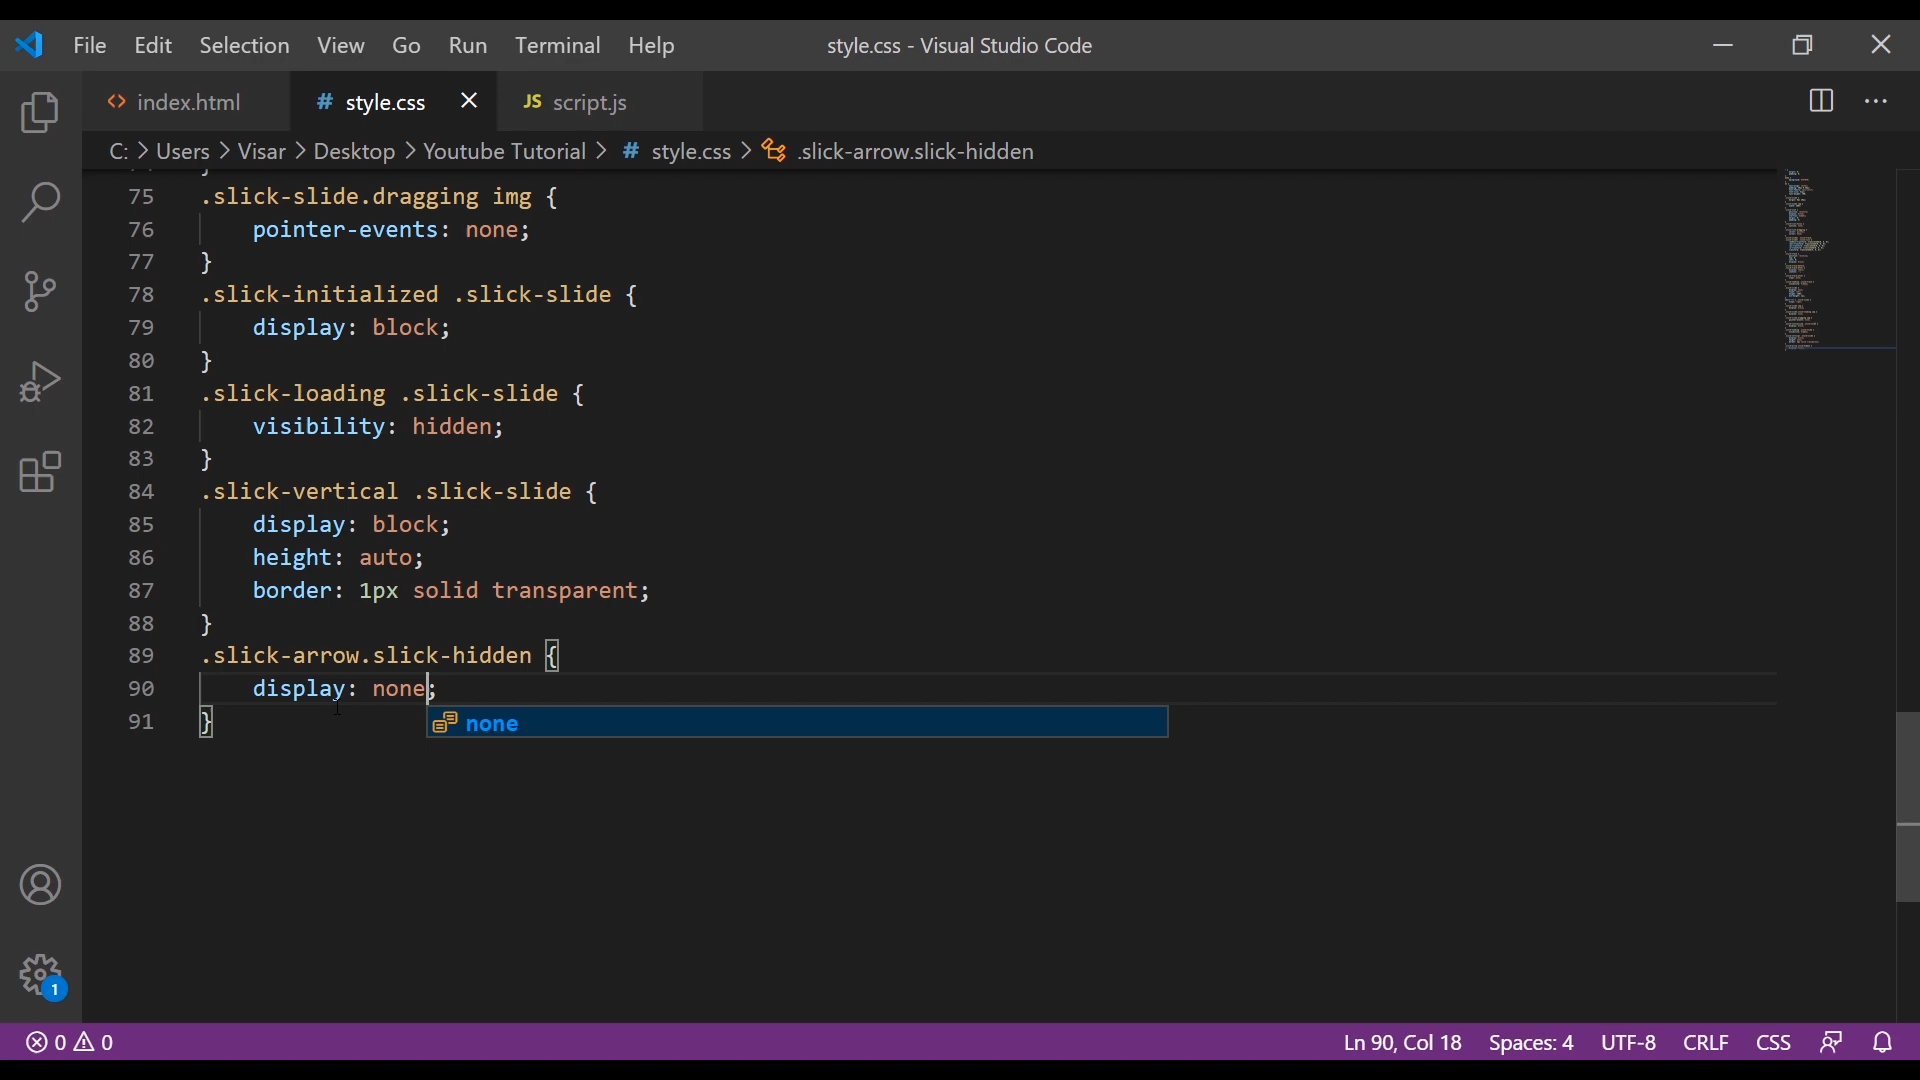 File Edit Selection View Go Run Terminal Help style.css - Visual Studio Code
<> index.html # style.css JS script.js
C: > Users > Visar > Desktop > Youtube Tutorial > # style.css > .slick-arrow.slick-hidden
75 .slick-slide.dragging img {
76 pointer-events: none;
77 }
78 .slick-initialized .slick-slide {
79 display: block;
80 }
81 .slick-loading .slick-slide {
82 visibility: hidden;
83 }
84 .slick-vertical .slick-slide {
85 display: block;
86 height: auto;
87 border: 1px solid transparent;
88 }
89 .slick-arrow.slick-hidden {
90 display: none;
91 }
none
1
0 0 Ln 90, Col 18 Spaces: 4 UTF-8 CRLF CSS